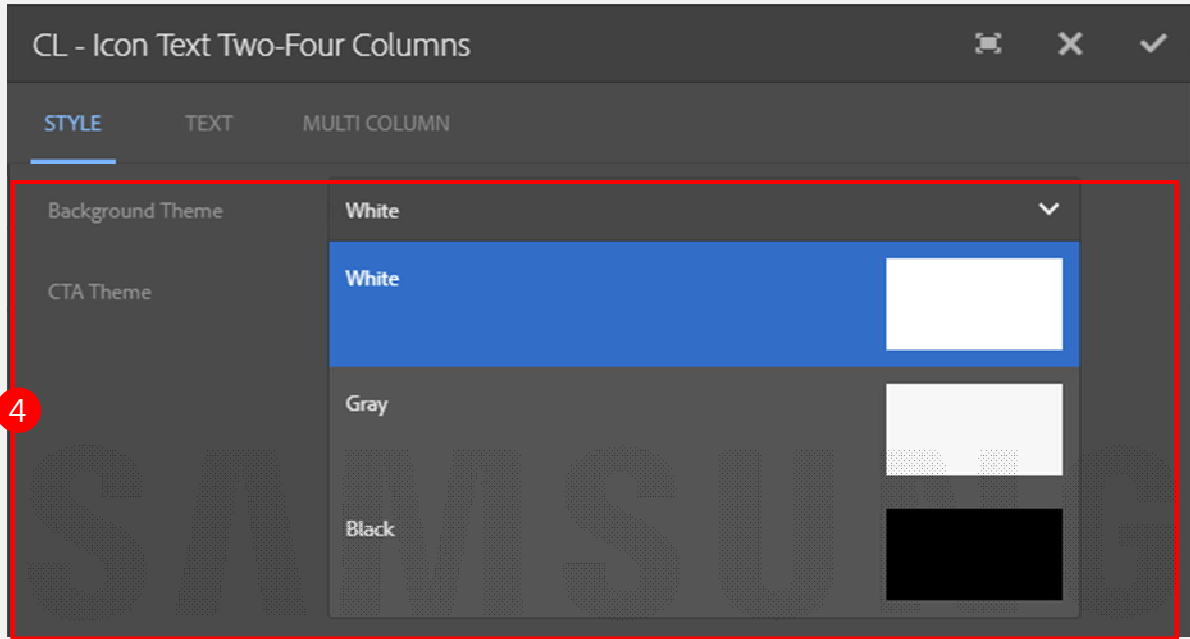 CL - Icon Text Two-Four Columns
STYLE TEXT MULTI COLUMN
Background Theme White
White
CTA Theme
Gray
4
Black
SAMSUNG